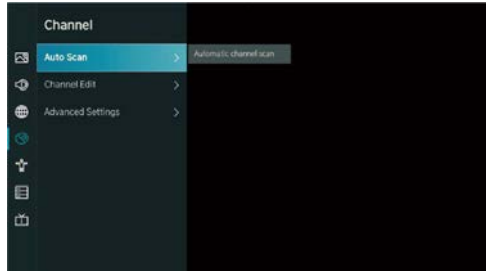 Channel
Auto Scan
Automatic channel scan
Channel Edit
Advanced Settings